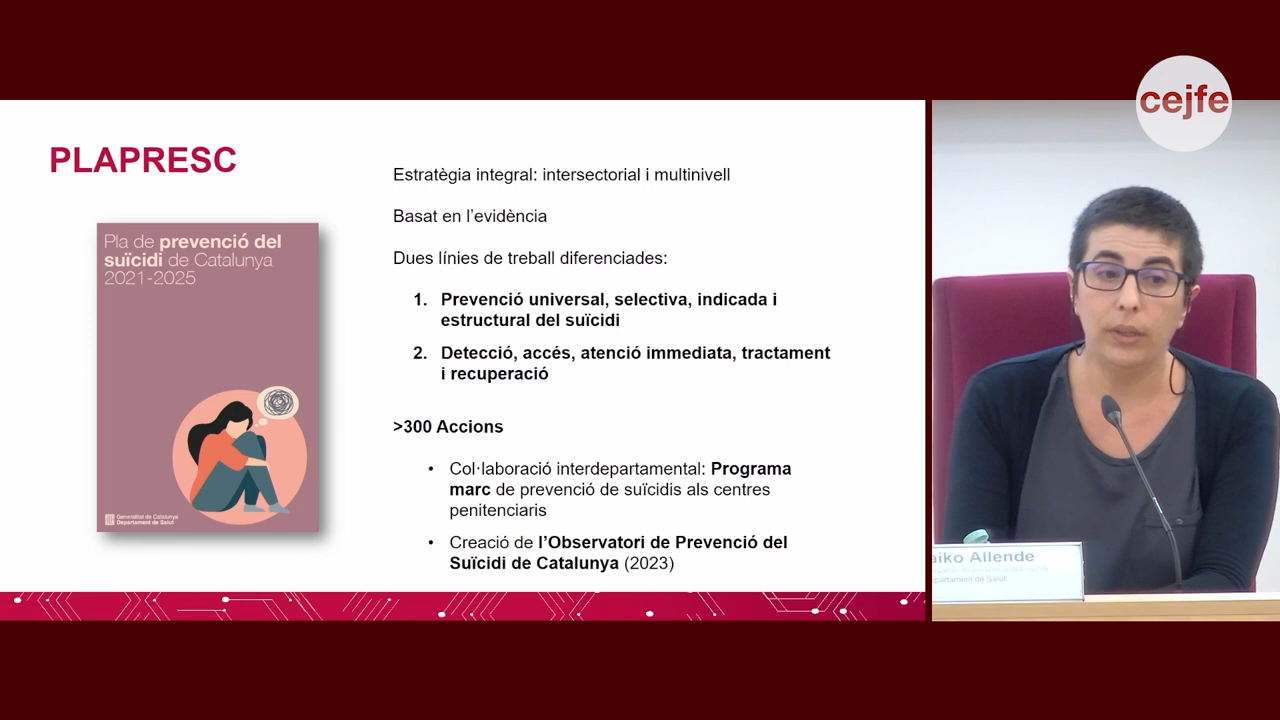 cejfe
PLAPRESC
Pla de prevenció del
suïcidi de Catalunya
2021-2025
Generalitat de Catalunya
Departament de Salut
Estratègia integral: intersectorial i multinivell
Basat en l’evidència
Dues línies de treball diferenciades:
1. Prevenció universal, selectiva, indicada i
estructural del suïcidi
2. Detecció, accés, atenció immediata, tractament
i recuperació
>300 Accions
• Col·laboració interdepartamental: Programa
marc de prevenció de suïcidis als centres
penitenciaris
• Creació de l’Observatori de Prevenció del
Suïcidi de Catalunya (2023)
aiko Allende
epartament de Salut